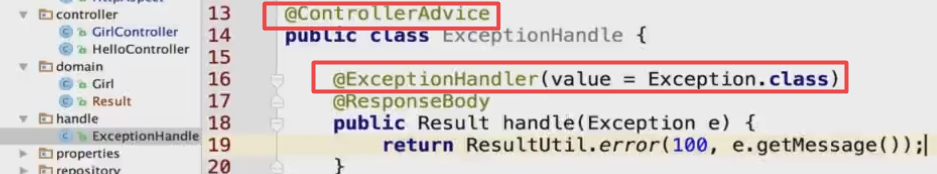 controller
GirlController
HelloController
domain
Girl
Result
handle
ExceptionHandle
properties
repository
13 @ControllerAdvice
14 public class ExceptionHandle {
15
16 @ExceptionHandler(value = Exception.class)
17 @ResponseBody
18 public Result handle(Exception e) {
19 return ResultUtil.error(100, e.getMessage());
20 }